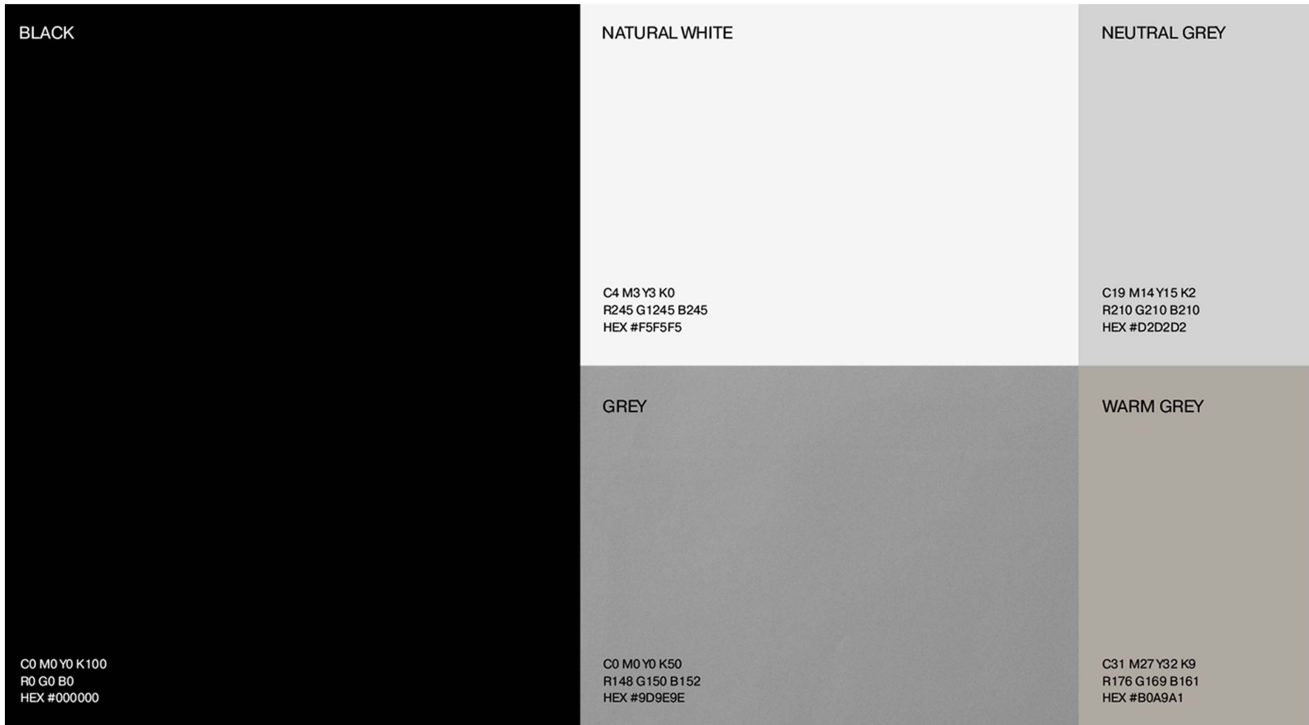 BLACK
C0 M0 Y0 K100
R0 G0 B0
HEX #000000
NATURAL WHITE
C4 M3 Y3 K0
R245 G1245 B245
HEX #F5F5F5
NEUTRAL GREY
C19 M14 Y15 K2
R210 G210 B210
HEX #D2D2D2
GREY
C0 M0 Y0 K50
R148 G150 B152
HEX #9D9E9E
WARM GREY
C31 M27 Y32 K9
R176 G169 B161
HEX #B0A9A1